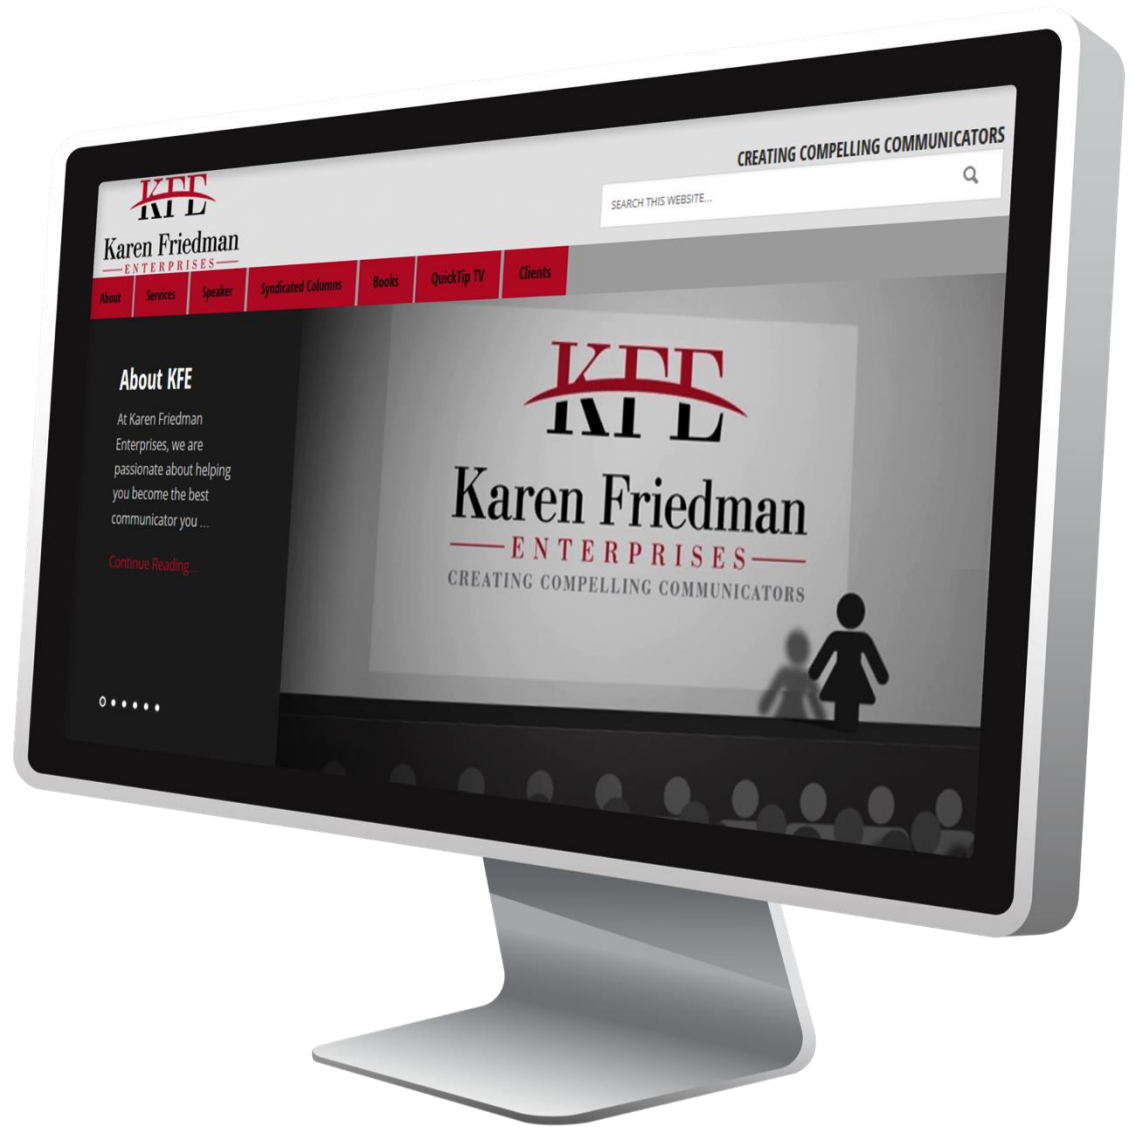 CREATING COMPELLING COMMUNICATORS
KFE
Karen Friedman
ENTERPRISES
SEARCH THIS WEBSITE...
About Services Speaker Syndicated Columns Books QuickTip TV Clients
About KFE
At Karen Friedman
Enterprises, we are
passionate about helping
you become the best
communicator you ...
Continue Reading...
KFE
Karen Friedman
ENTERPRISES
CREATING COMPELLING COMMUNICATORS